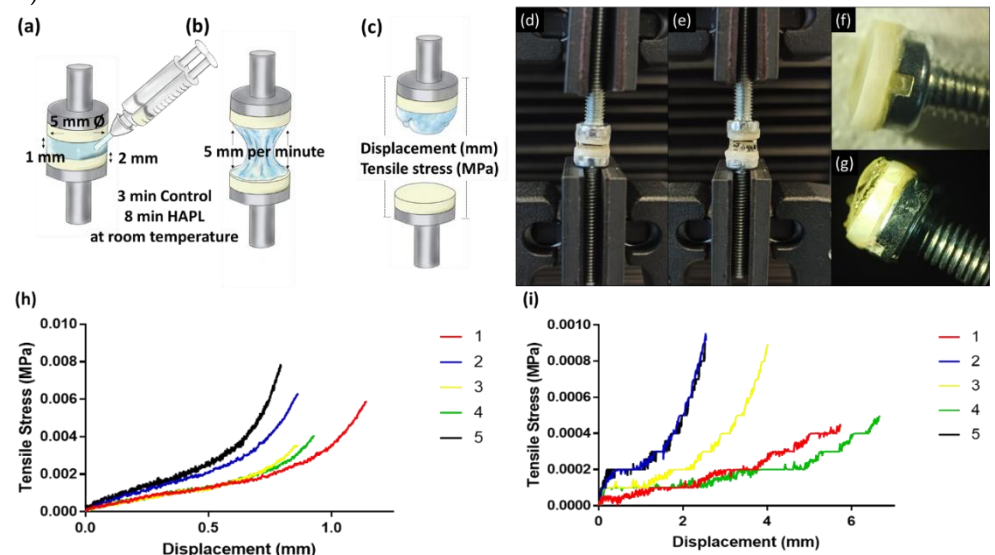 (a)
5 mm Ø
1 mm
2 mm
(b)
5 mm per minute
3 min Control
8 min HAPL
at room temperature
(c)
Displacement (mm)
Tensile stress (MPa)
(d)
(e)
(f)
(g)
(h)
0.010
0.008
0.006
0.004
0.002
0.000
Tensile Stress (MPa)
0.0
0.5
1.0
Displacement (mm)
1
2
3
4
5
(i)
0.0010
0.0008
0.0006
0.0004
0.0002
0.0000
Tensile Stress (MPa)
0
2
4
6
Displacement (mm)
1
2
3
4
5